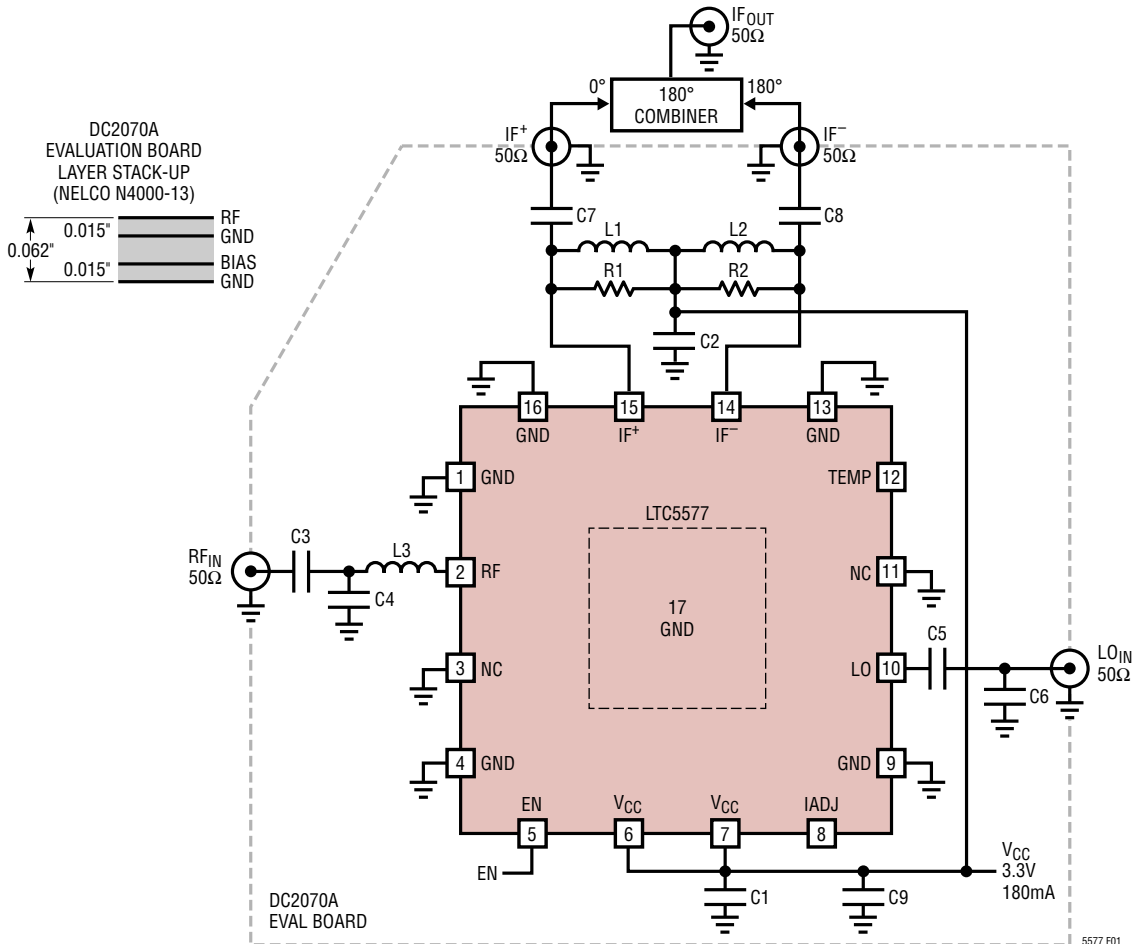 IFOUT
50Ω
0°
180°
COMBINER
180°
IF+
50Ω
IF−
50Ω
DC2070A
EVALUATION BOARD
LAYER STACK-UP
(NELCO N4000-13)
RF
0.015"
GND
0.062"
BIAS
0.015"
GND
C7
C8
L1
L2
R1
R2
C2
16
15
14
13
GND
IF+
IF−
GND
1
GND
TEMP
12
LTC5577
C3
L3
RFIN
50Ω
C4
2
RF
NC
11
17
GND
3
NC
C5
LO
10
LOIN
50Ω
C6
4
GND
GND
9
EN
VCC
VCC
IADJ
5
6
7
8
EN
VCC
3.3V
180mA
C1
C9
DC2070A
EVAL BOARD
5577 F01